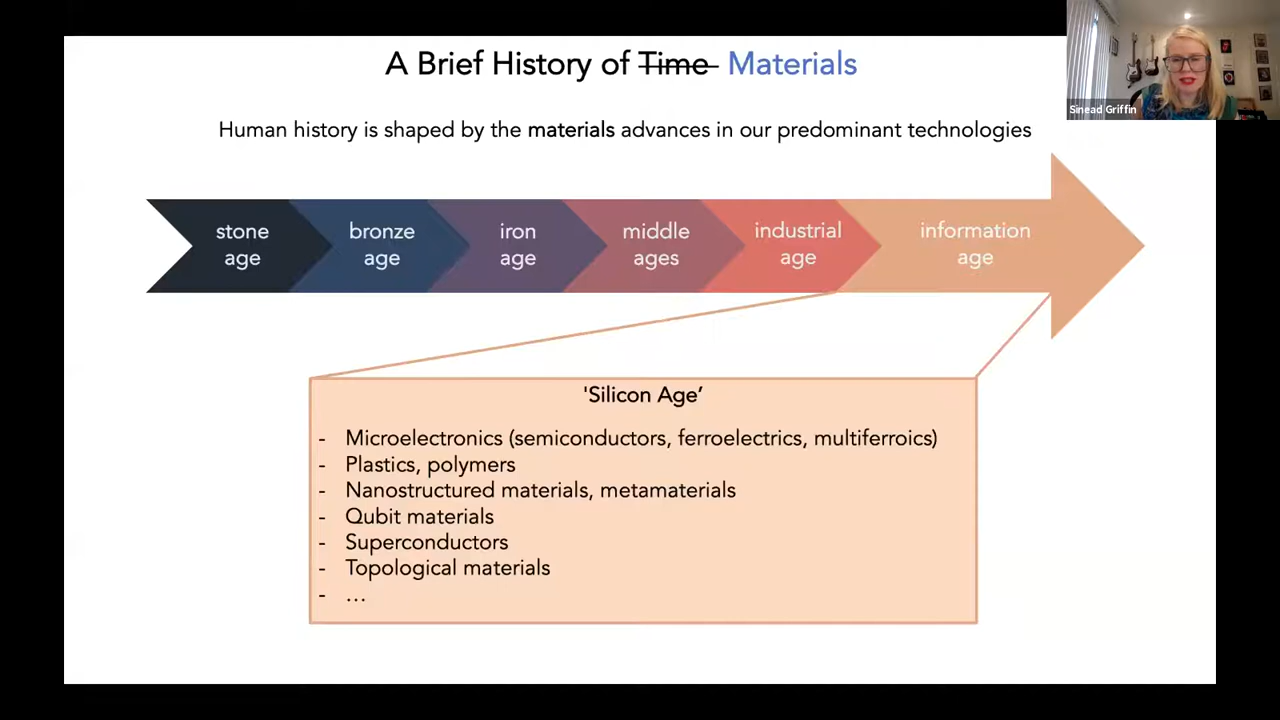 A Brief History of Time Materials
Sinead Griffin
Human history is shaped by the materials advances in our predominant technologies
stone age
bronze age
iron age
middle ages
industrial age
information age
'Silicon Age’
- Microelectronics (semiconductors, ferroelectrics, multiferroics)
- Plastics, polymers
- Nanostructured materials, metamaterials
- Qubit materials
- Superconductors
- Topological materials
- …